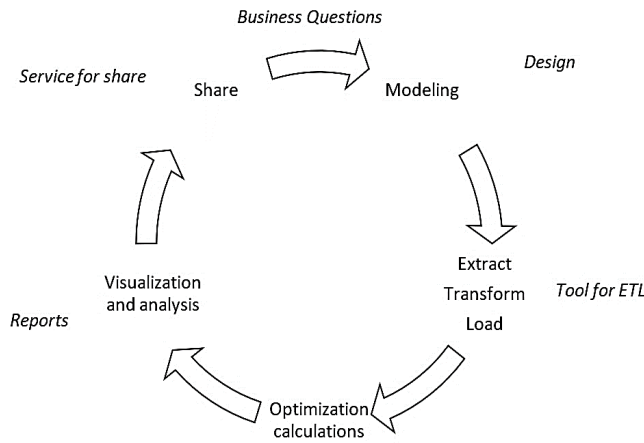 Business Questions
Service for share
Share
Modeling
Design
Extract
Transform
Load
Tool for ETL
Visualization
and analysis
Reports
Optimization
calculations